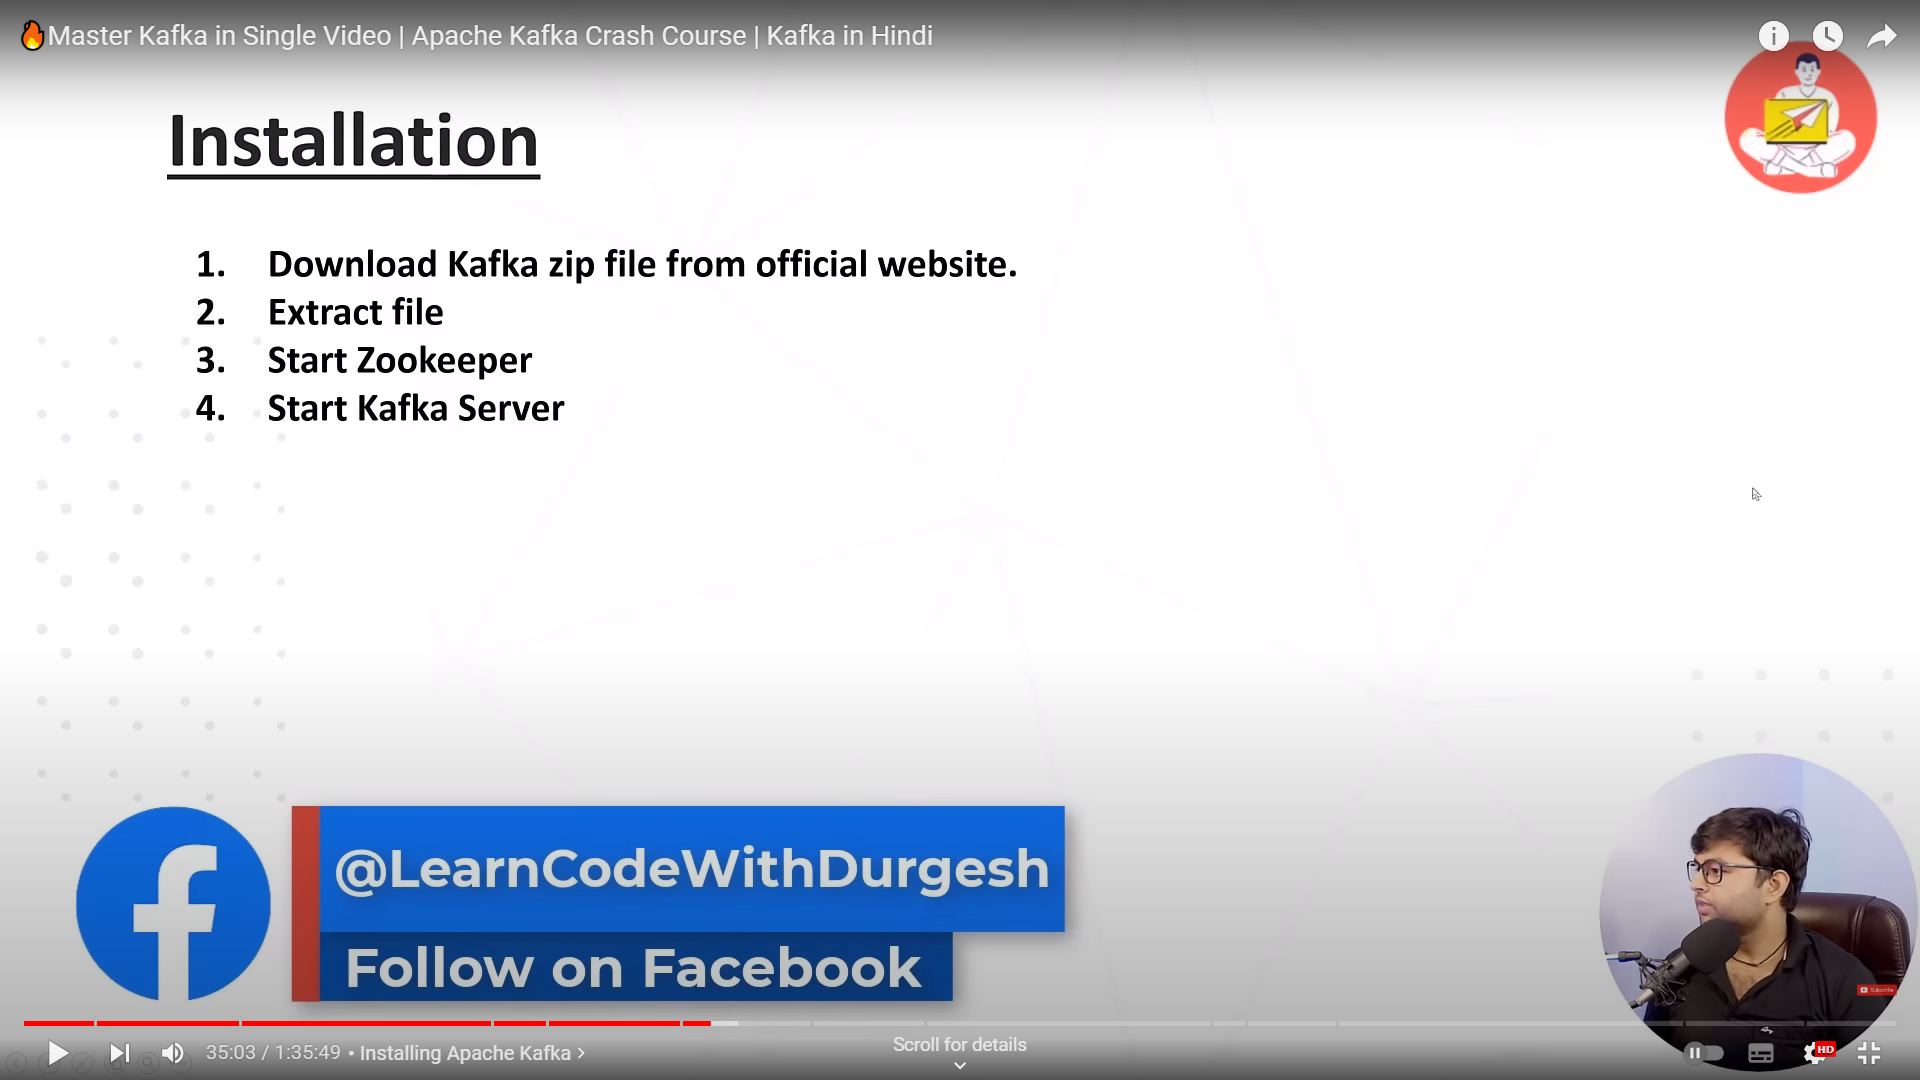 🔥Master Kafka in Single Video | Apache Kafka Crash Course | Kafka in Hindi
Installation
1. Download Kafka zip file from official website.
2. Extract file
3. Start Zookeeper
4. Start Kafka Server
@LearnCodeWithDurgesh
Follow on Facebook
Subscribe
35:03 / 1:35:49 • Installing Apache Kafka ›
Scroll for details
HD